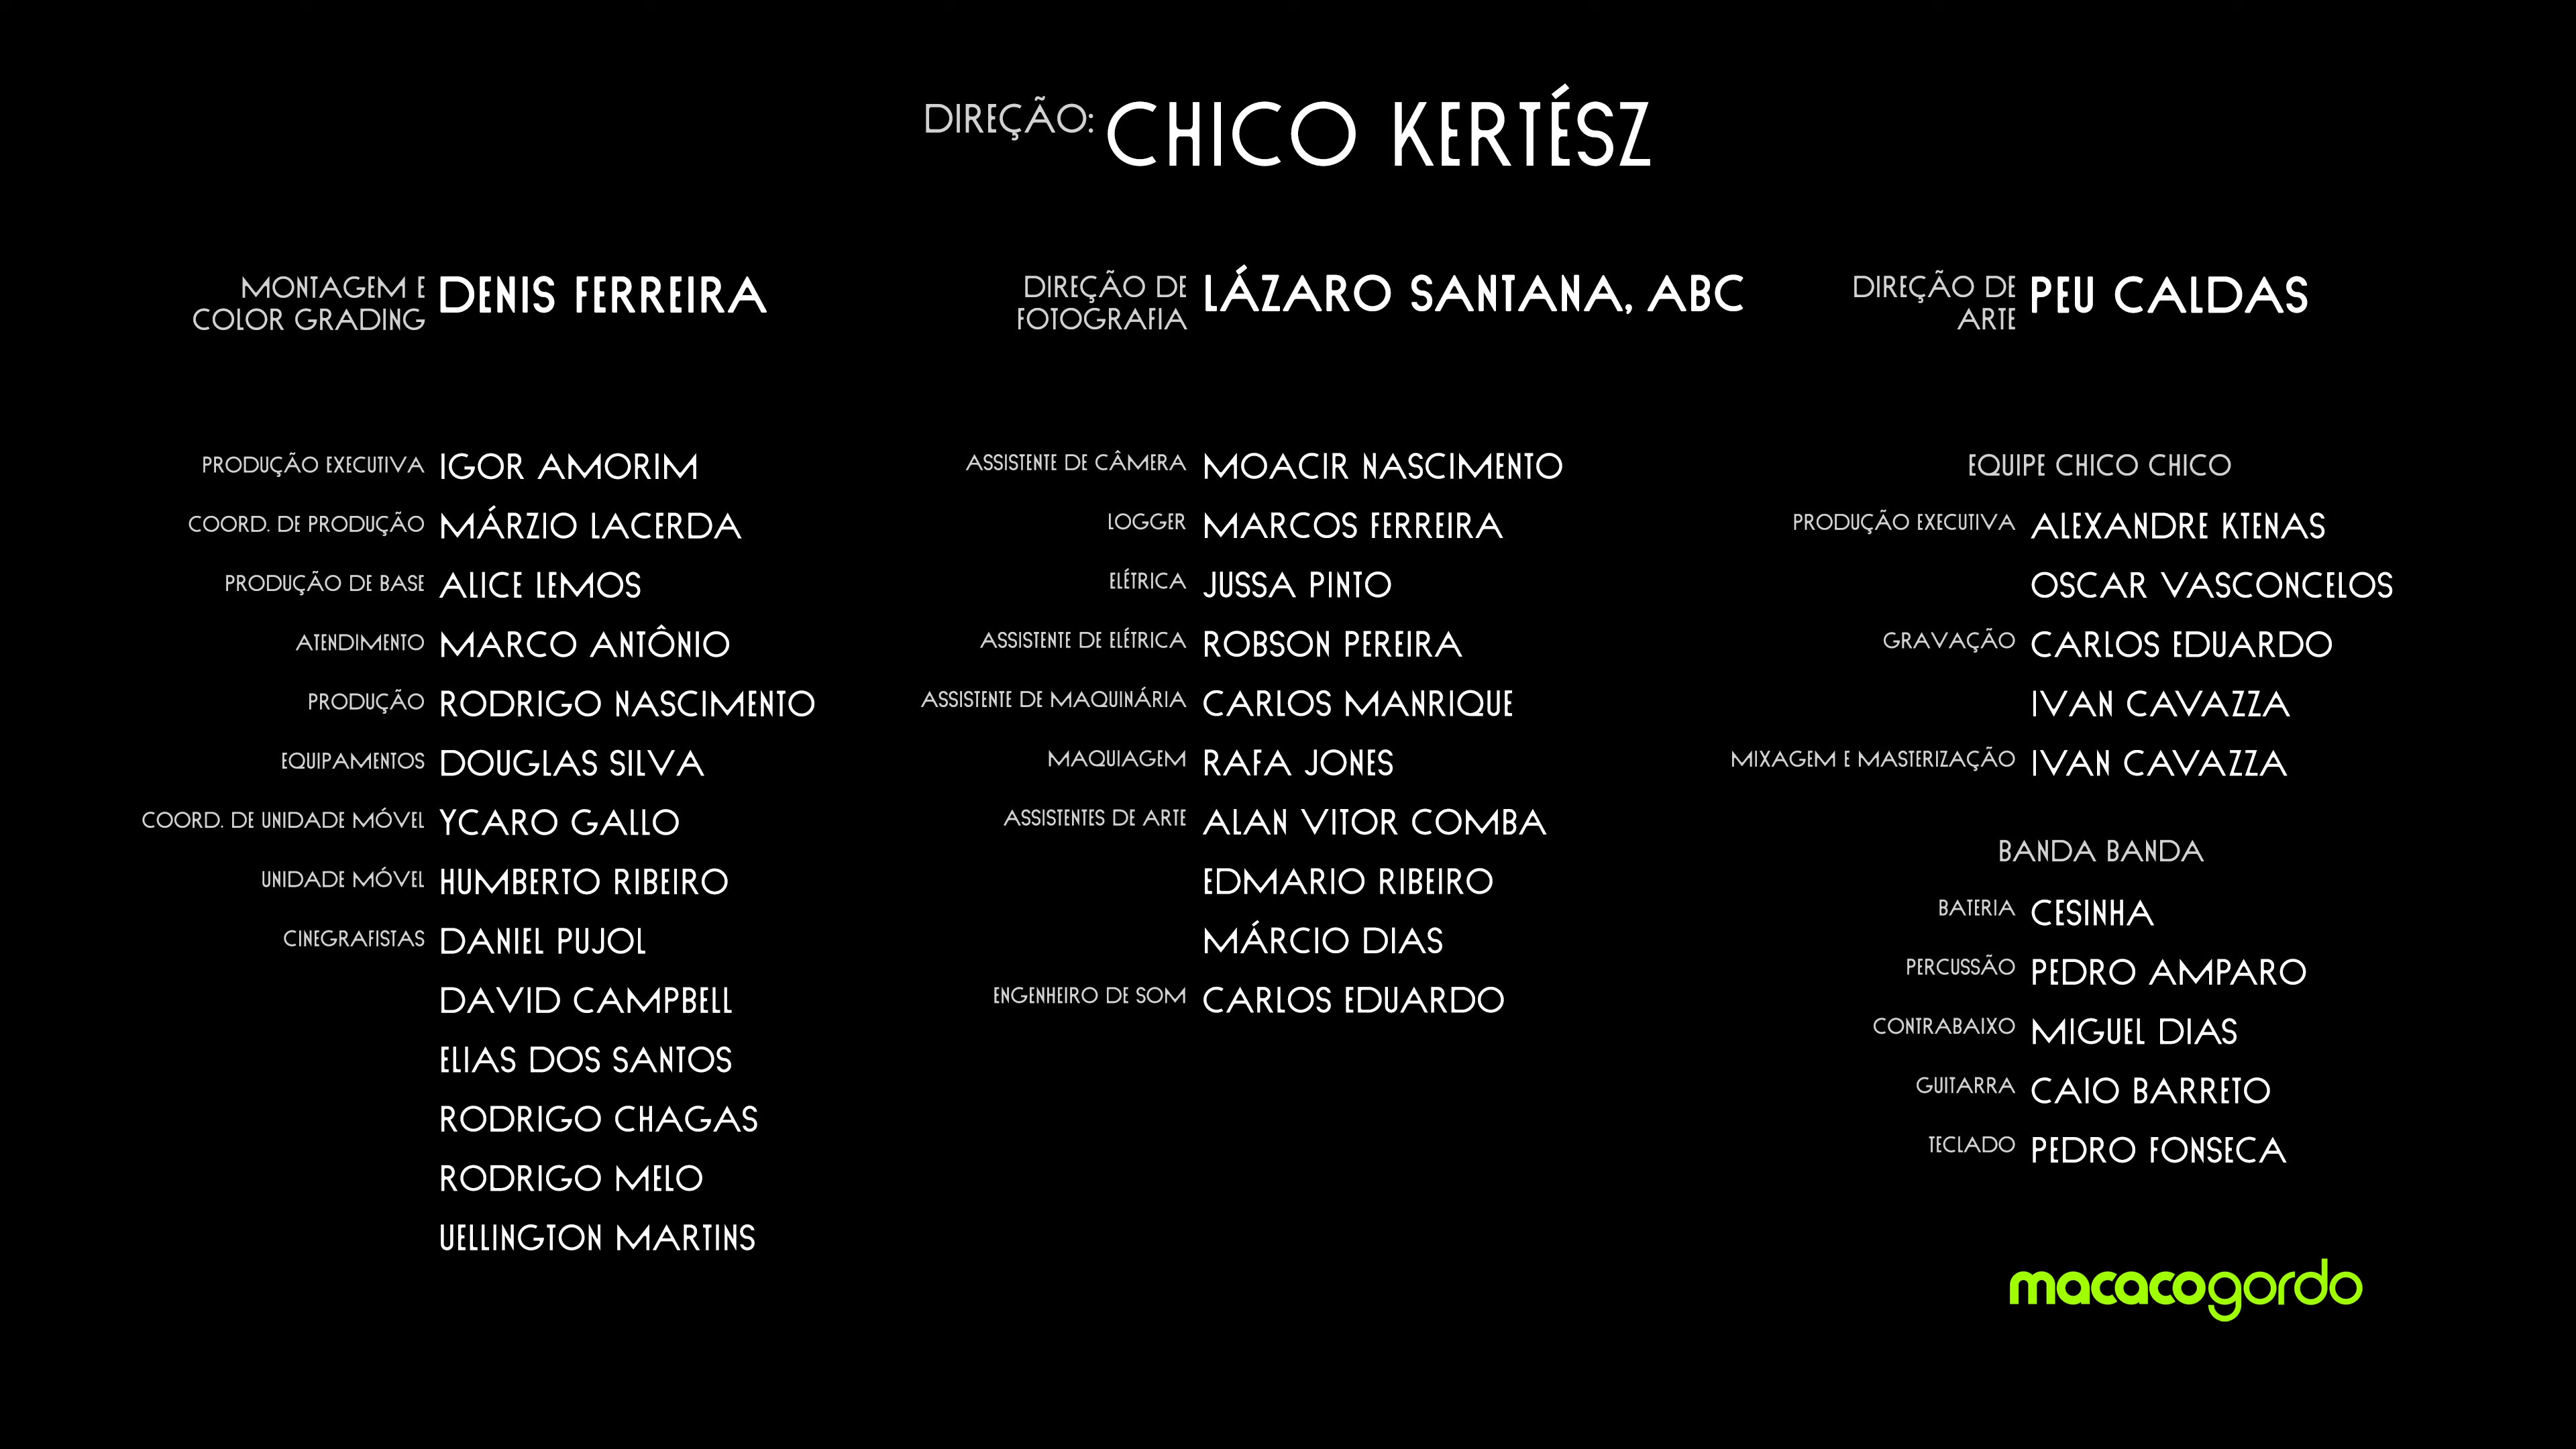 DIREÇÃO: CHICO KERTÉSZ
MONTAGEM E
COLOR GRADING DENIS FERREIRA
DIREÇÃO DE
FOTOGRAFIA LÁZARO SANTANA, ABC
DIREÇÃO DE
ARTE PEU CALDAS
PRODUÇÃO EXECUTIVA IGOR AMORIM
COORD. DE PRODUÇÃO MÁRZIO LACERDA
PRODUÇÃO DE BASE ALICE LEMOS
ATENDIMENTO MARCO ANTÔNIO
PRODUÇÃO RODRIGO NASCIMENTO
EQUIPAMENTOS DOUGLAS SILVA
COORD. DE UNIDADE MÓVEL YCARO GALLO
UNIDADE MÓVEL HUMBERTO RIBEIRO
CINEGRAFISTAS DANIEL PUJOL
DAVID CAMPBELL
ELIAS DOS SANTOS
RODRIGO CHAGAS
RODRIGO MELO
UELLINGTON MARTINS
ASSISTENTE DE CÂMERA MOACIR NASCIMENTO
LOGGER MARCOS FERREIRA
ELÉTRICA JUSSA PINTO
ASSISTENTE DE ELÉTRICA ROBSON PEREIRA
ASSISTENTE DE MAQUINÁRIA CARLOS MANRIQUE
MAQUIAGEM RAFA JONES
ASSISTENTES DE ARTE ALAN VITOR COMBA
EDMARIO RIBEIRO
MÁRCIO DIAS
ENGENHEIRO DE SOM CARLOS EDUARDO
EQUIPE CHICO CHICO
PRODUÇÃO EXECUTIVA ALEXANDRE KTENAS
OSCAR VASCONCELOS
GRAVAÇÃO CARLOS EDUARDO
IVAN CAVAZZA
MIXAGEM E MASTERIZAÇÃO IVAN CAVAZZA
BANDA BANDA
BATERIA CESINHA
PERCUSSÃO PEDRO AMPARO
CONTRABAIXO MIGUEL DIAS
GUITARRA CAIO BARRETO
TECLADO PEDRO FONSECA
macacogordo